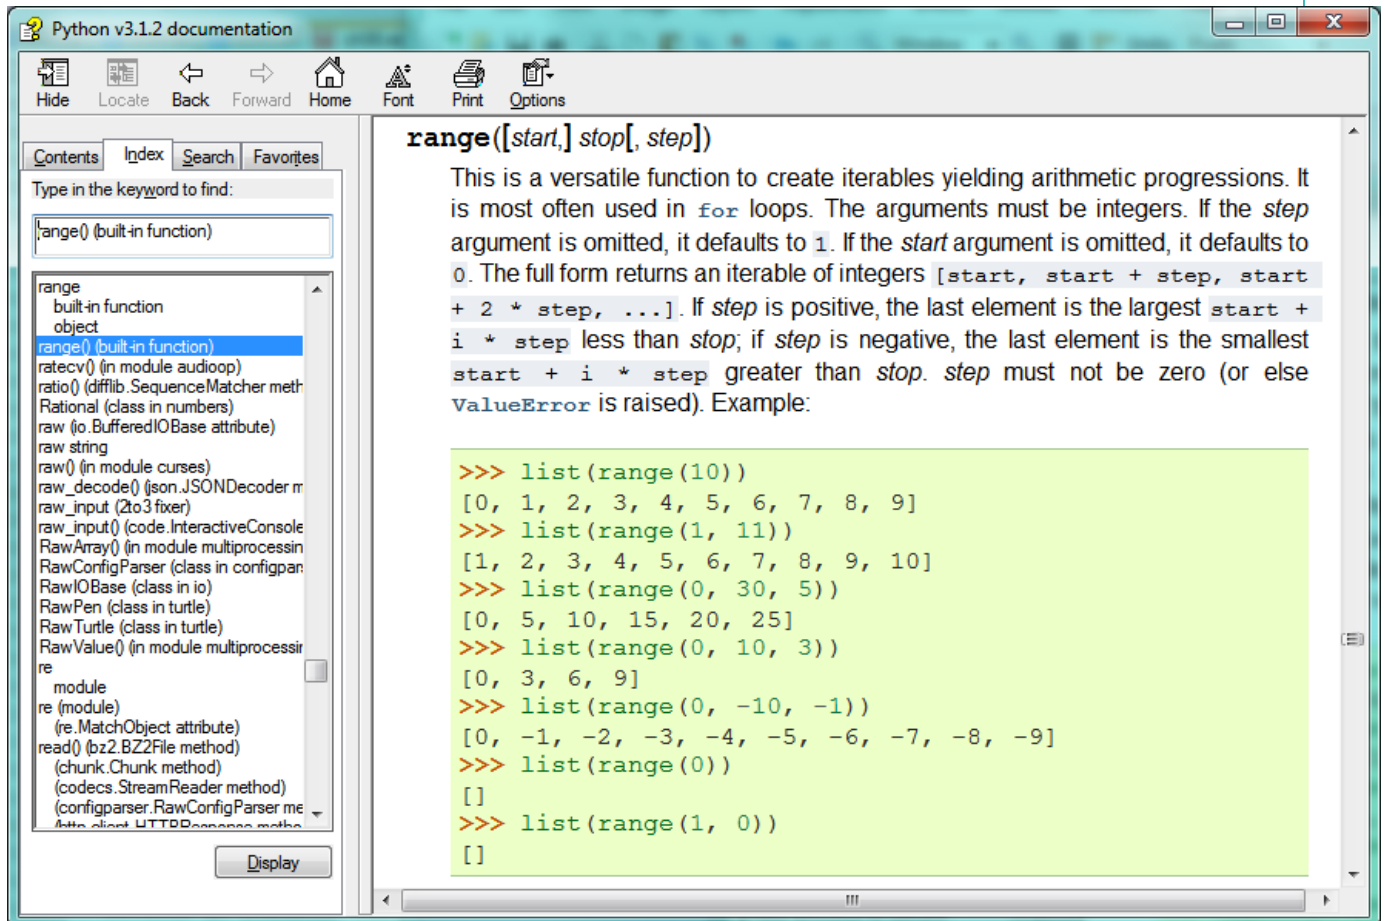 Python v3.1.2 documentation
Hide Locate Back Forward Home Font Print Options
Contents Index Search Favorites
Type in the keyword to find:
range() (built-in function)
range
built-in function
object
range() (built-in function)
ratecv() (in module audioop)
ratio() (difflib.SequenceMatcher meth
Rational (class in numbers)
raw (io.BufferedIOBase attribute)
raw string
raw() (in module curses)
raw_decode() (json.JSONDecoder m
raw_input (2to3 fixer)
raw_input() (code.InteractiveConsole
RawArray() (in module multiprocessin
RawConfigParser (class in configpars
RawIOBase (class in io)
RawPen (class in turtle)
RawTurtle (class in turtle)
RawValue() (in module multiprocessin
re
module
re (module)
(re.MatchObject attribute)
read() (bz2.BZ2File method)
(chunk.Chunk method)
(codecs.StreamReader method)
(configparser.RawConfigParser me
(http.client.HTTPResponse metho
Display
range([start,] stop[, step])
This is a versatile function to create iterables yielding arithmetic progressions. It
is most often used in for loops. The arguments must be integers. If the step
argument is omitted, it defaults to 1. If the start argument is omitted, it defaults to
0. The full form returns an iterable of integers [start, start + step, start
+ 2 * step, ...]. If step is positive, the last element is the largest start +
i * step less than stop; if step is negative, the last element is the smallest
start + i * step greater than stop. step must not be zero (or else
ValueError is raised). Example:
>>> list(range(10))
[0, 1, 2, 3, 4, 5, 6, 7, 8, 9]
>>> list(range(1, 11))
[1, 2, 3, 4, 5, 6, 7, 8, 9, 10]
>>> list(range(0, 30, 5))
[0, 5, 10, 15, 20, 25]
>>> list(range(0, 10, 3))
[0, 3, 6, 9]
>>> list(range(0, -10, -1))
[0, -1, -2, -3, -4, -5, -6, -7, -8, -9]
>>> list(range(0))
[]
>>> list(range(1, 0))
[]